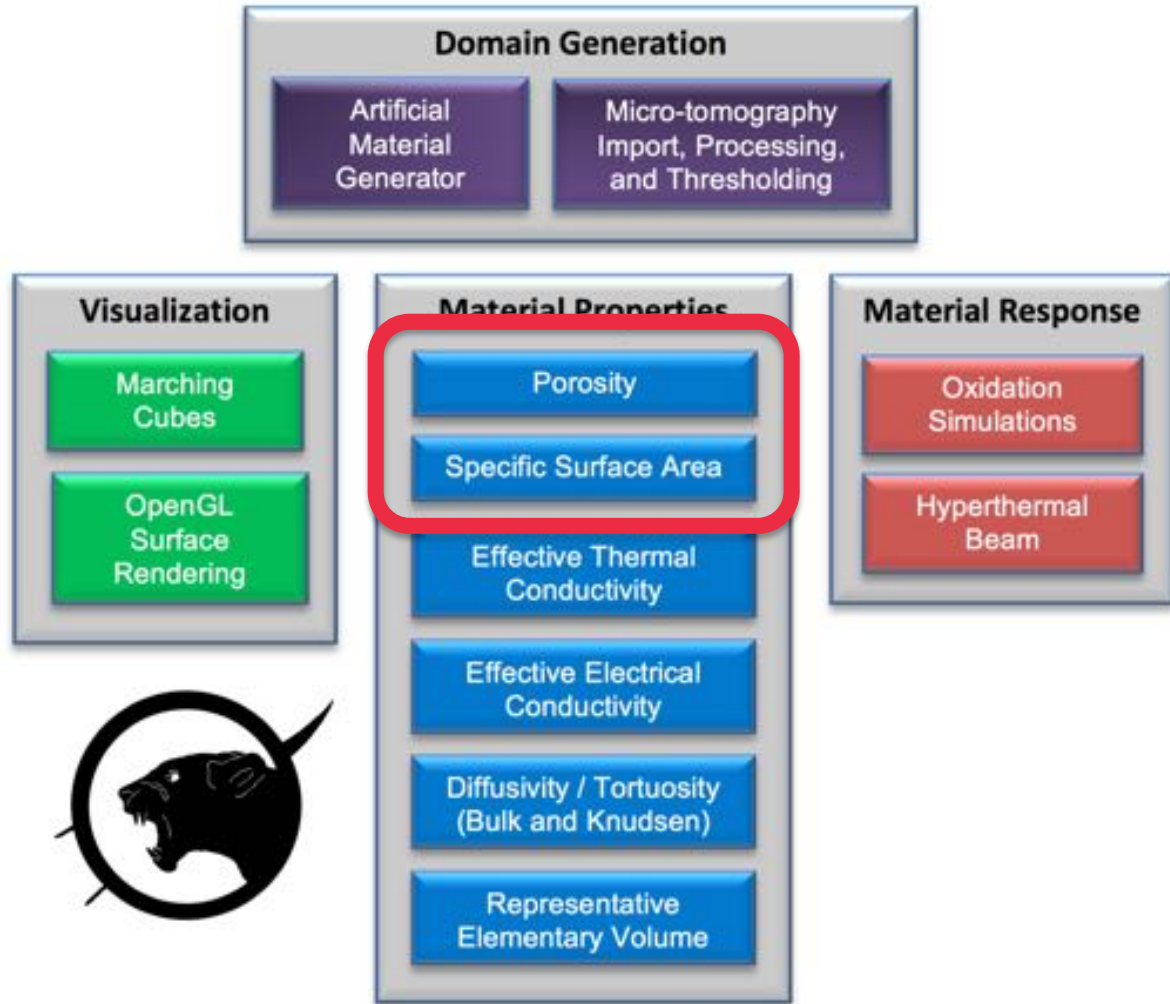 Domain Generation
Artificial
Material
Generator
Micro-tomography
Import, Processing,
and Thresholding
Visualization
Marching
Cubes
OpenGL
Surface
Rendering
Material Properties
Porosity
Specific Surface Area
Effective Thermal
Conductivity
Effective Electrical
Conductivity
Diffusivity / Tortuosity
(Bulk and Knudsen)
Representative
Elementary Volume
Material Response
Oxidation
Simulations
Hyperthermal
Beam